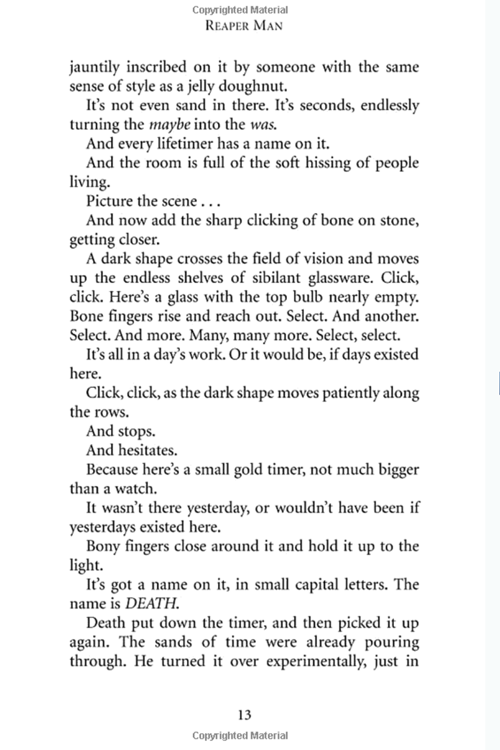 Copyrighted Material
REAPER MAN
jauntily inscribed on it by someone with the same
sense of style as a jelly doughnut.
It’s not even sand in there. It’s seconds, endlessly
turning the maybe into the was.
And every lifetimer has a name on it.
And the room is full of the soft hissing of people
living.
Picture the scene . . .
And now add the sharp clicking of bone on stone,
getting closer.
A dark shape crosses the field of vision and moves
up the endless shelves of sibilant glassware. Click,
click. Here’s a glass with the top bulb nearly empty.
Bone fingers rise and reach out. Select. And another.
Select. And more. Many, many more. Select, select.
It’s all in a day’s work. Or it would be, if days existed
here.
Click, click, as the dark shape moves patiently along
the rows.
And stops.
And hesitates.
Because here’s a small gold timer, not much bigger
than a watch.
It wasn’t there yesterday, or wouldn’t have been if
yesterdays existed here.
Bony fingers close around it and hold it up to the
light.
It’s got a name on it, in small capital letters. The
name is DEATH.
Death put down the timer, and then picked it up
again. The sands of time were already pouring
through. He turned it over experimentally, just in
13
Copyrighted Material